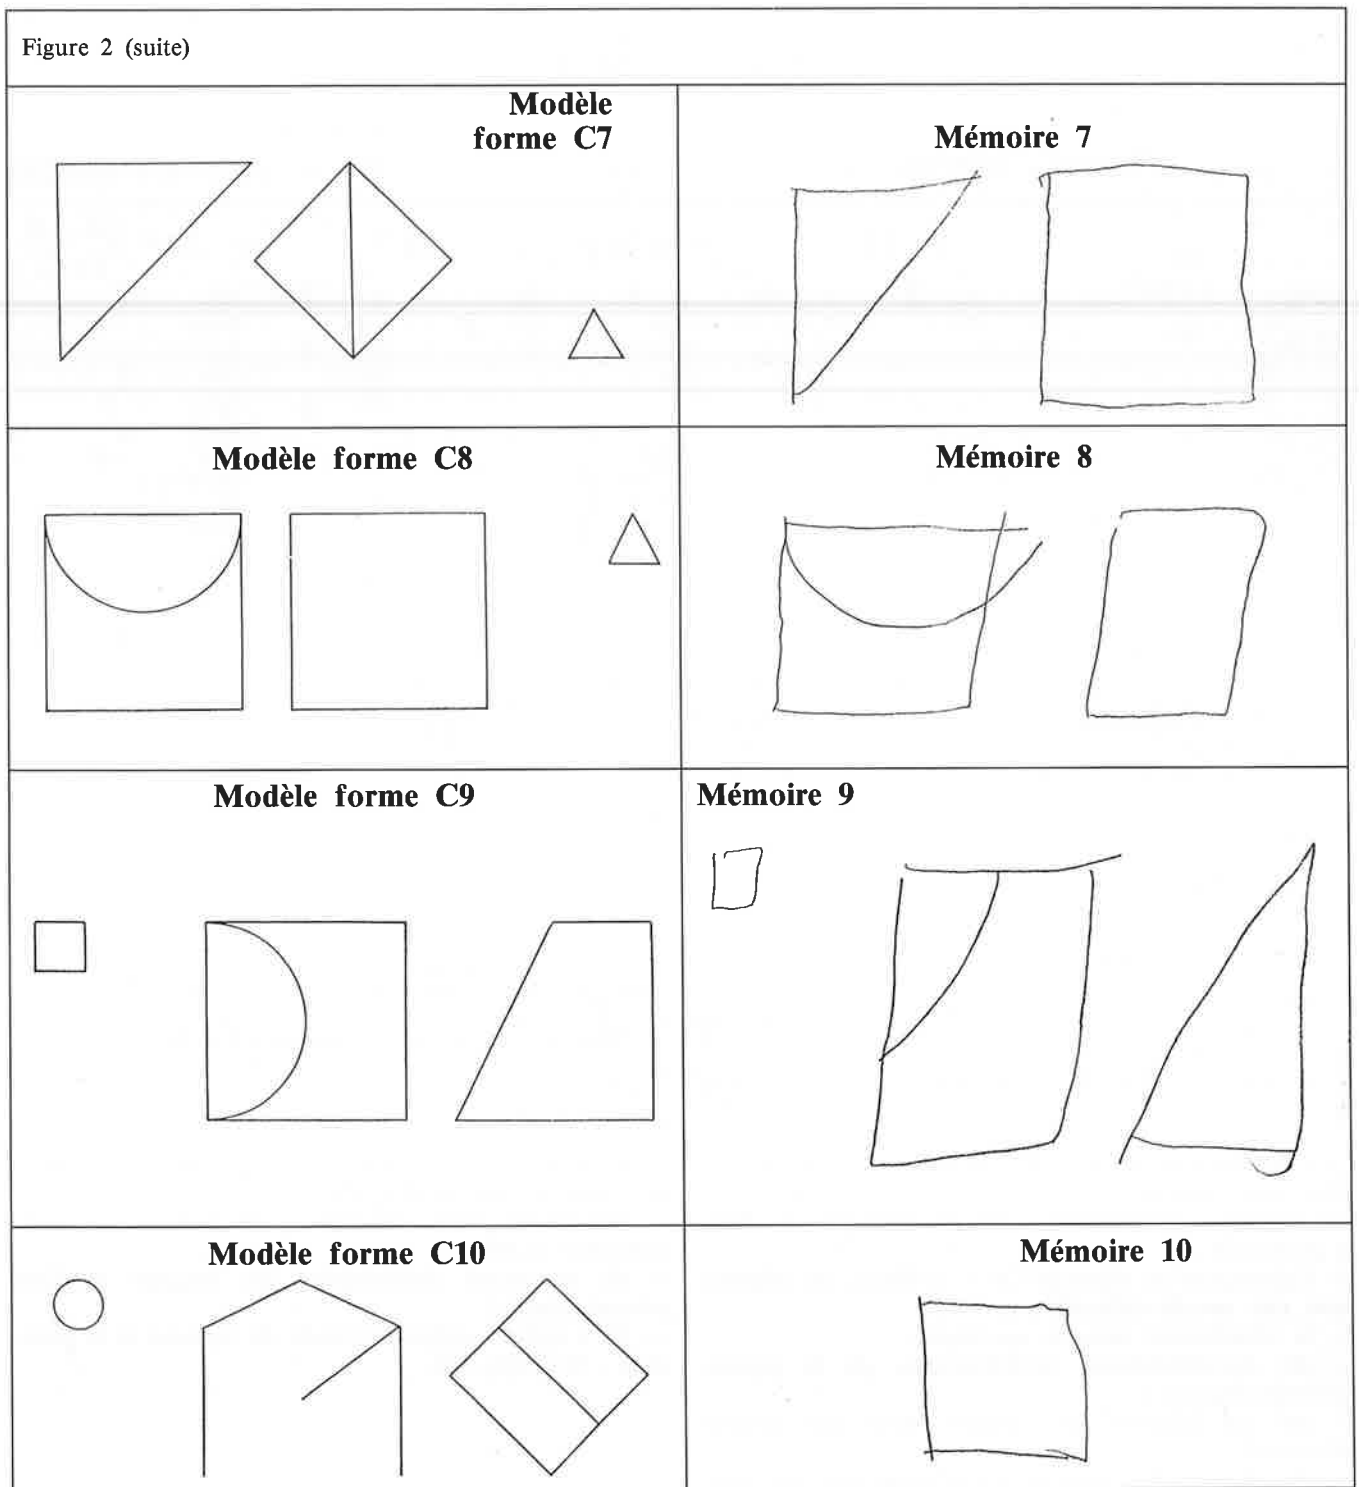 Figure 2 (suite)
Modèle
forme C7
Mémoire 7
Modèle forme C8
Mémoire 8
Modèle forme C9
Mémoire 9
Modèle forme C10
Mémoire 10